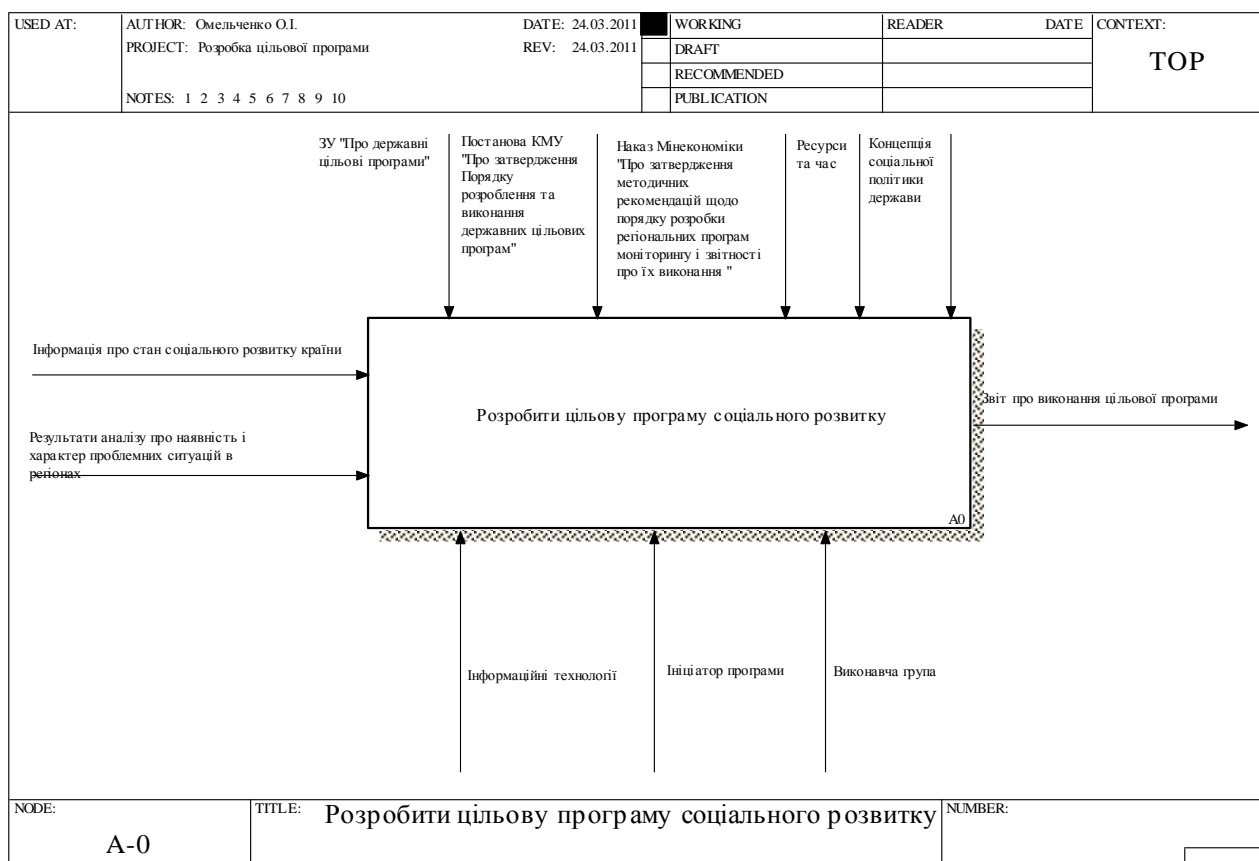 USED AT:
AUTHOR: Омельченко О.І.
DATE: 24.03.2011
PROJECT: Розробка цільової програми
REV: 24.03.2011
NOTES: 1 2 3 4 5 6 7 8 9 10
WORKING
DRAFT
RECOMMENDED
PUBLICATION
READER DATE
CONTEXT:
TOP
ЗУ "Про державні
цільові програми"
Постанова КМУ
"Про затвердження
Порядку
розроблення та
виконання
державних цільових
програм"
Наказ Мінекономіки
"Про затвердження
методичних
рекомендацій щодо
порядку розробки
регіональних програм
моніторингу і звітності
про їх виконання "
Ресурси
та час
Концепція
соціальної
політики
держави
Інформація про стан соціального розвитку країни
Результати аналізу про наявність і
характер проблемних ситуацій в
регіонах
Розробити цільову програму соціального розвитку
A0
Звіт про виконання цільової програми
Інформаційні технології
Ініціатор програми
Виконавча група
NODE:
A-0
TITLE:
Розробити цільову програму соціального розвитку
NUMBER: